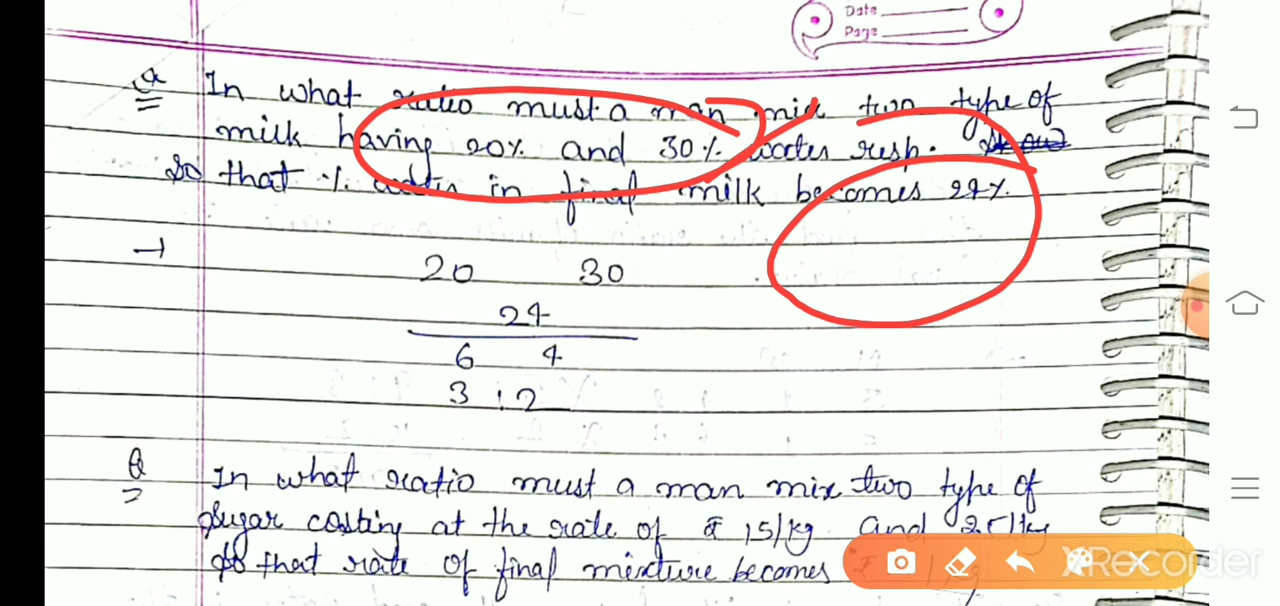 Date
Page
Q In what ratio must a man mix two type of
milk having 20% and 30% water resp.
so that % water in final milk becomes 24%.
→ 20 30
24
6 4
3 : 2
Q In what ratio must a man mix two type of
sugar costing at the rate of ₹ 15/kg and 25/kg
so that rate of final mixture becomes ₹
XRecorder